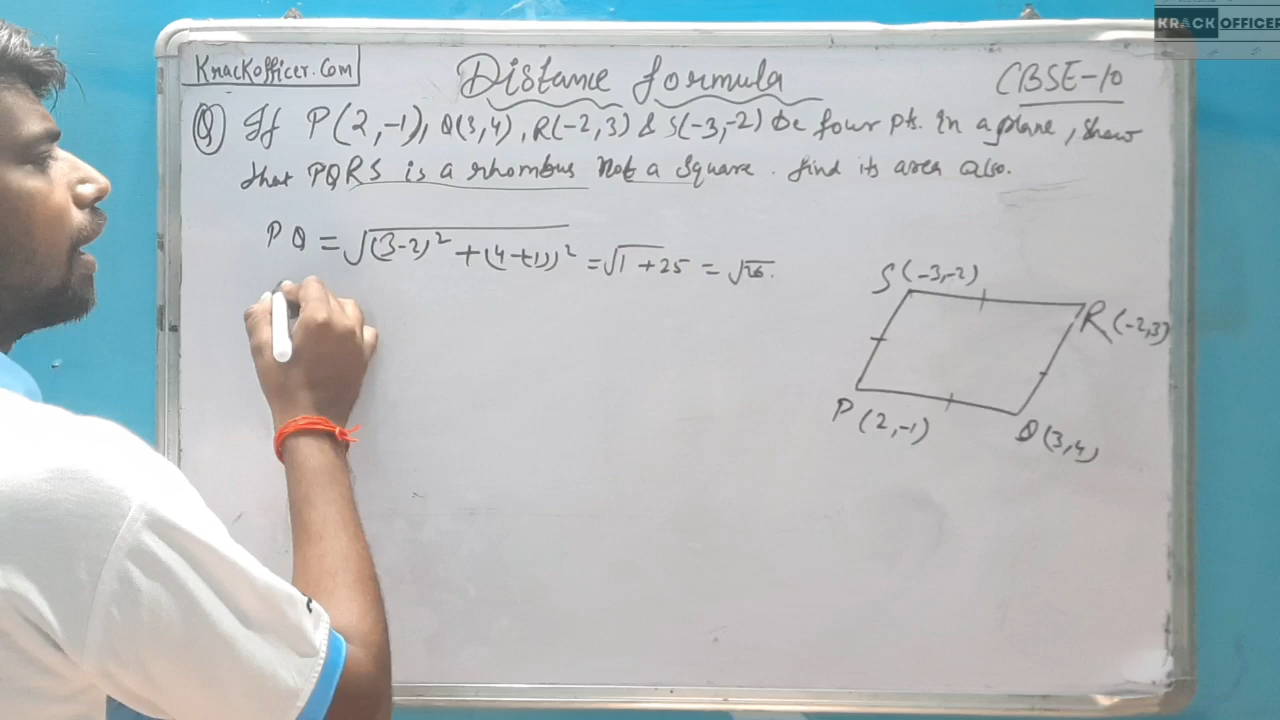 KRACK OFFICER
Krackofficer.Com
Distance formula
CBSE-10
Q If P(2,-1), Q(3,4), R(-2,3) & S(-3,-2) be four pts. in a plane, show
that PQRS is a rhombus Not a square. find its area also.
PQ = √(3-2)² + (4-(-1))² = √1+25 = √26.
S(-3,-2)
R(-2,3)
P(2,-1)
Q(3,4)